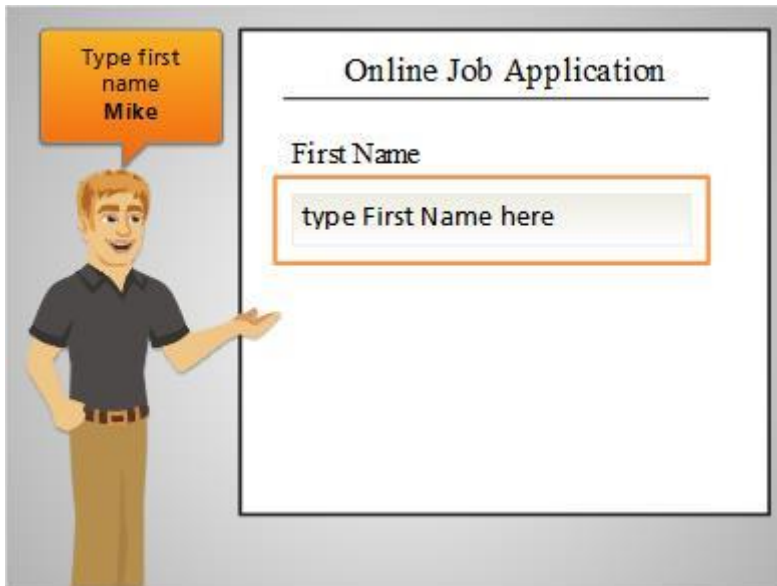 Type first
name
Mike
Online Job Application
First Name
type First Name here